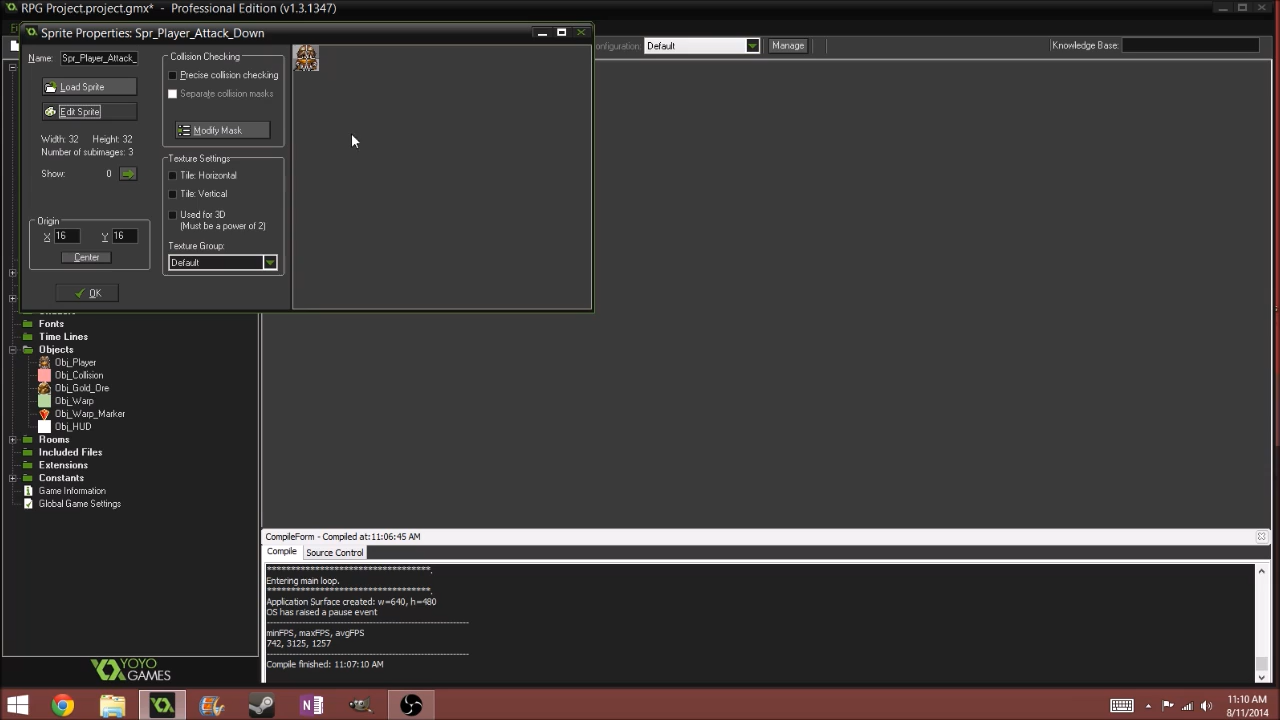 RPG Project.project.gmx* - Professional Edition (v1.3.1347)
Sprite Properties: Spr_Player_Attack_Down
onfiguration: Default Manage Knowledge Base:
Name: Spr_Player_Attack_
Load Sprite
Edit Sprite
Width: 32 Height: 32
Number of subimages: 3
Show: 0
Origin
X 16 Y 16
Center
OK
Collision Checking
Precise collision checking
Separate collision masks
Modify Mask
Texture Settings
Tile: Horizontal
Tile: Vertical
Used for 3D
(Must be a power of 2)
Texture Group:
Default
Fonts
Time Lines
Objects
Obj_Player
Obj_Collision
Obj_Gold_Ore
Obj_Warp
Obj_Warp_Marker
Obj_HUD
Rooms
Included Files
Extensions
Constants
Game Information
Global Game Settings
YOYO
GAMES
CompileForm - Compiled at:11:06:45 AM
Compile Source Control
***********************************.
Entering main loop.
***********************************.
Application Surface created: w=640, h=480
OS has raised a pause event
----------------------------------------------------------
minFPS, maxFPS, avgFPS
742, 3125, 1257
----------------------------------------------------------
Compile finished: 11:07:10 AM
11:10 AM
8/11/2014